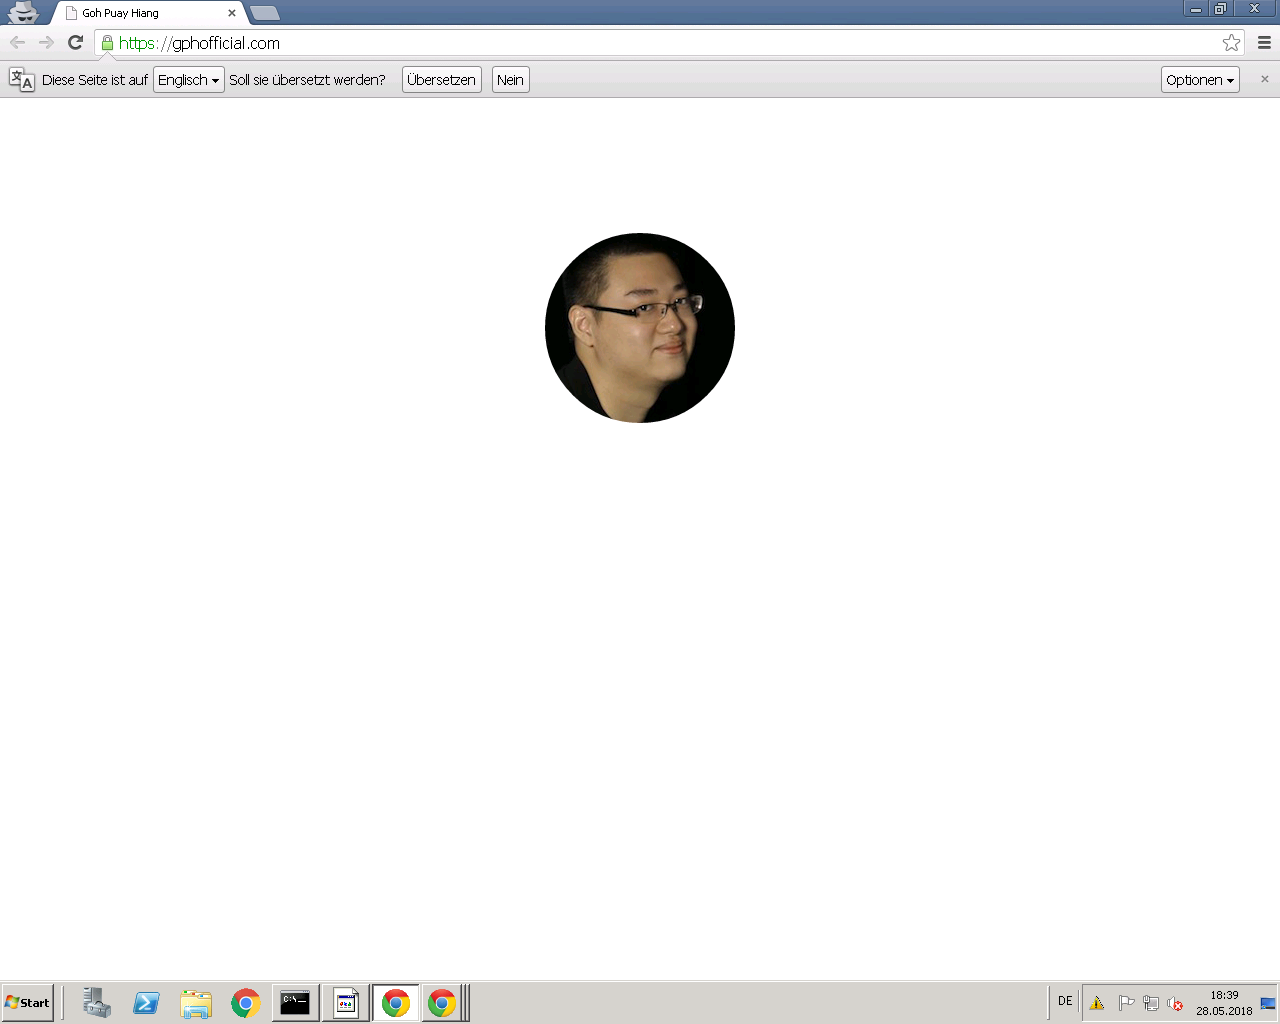 Goh Puay Hiang
https://gphofficial.com
Diese Seite ist auf Englisch Soll sie übersetzt werden? Übersetzen Nein Optionen
Start
C:\
DE
18:39
28.05.2018